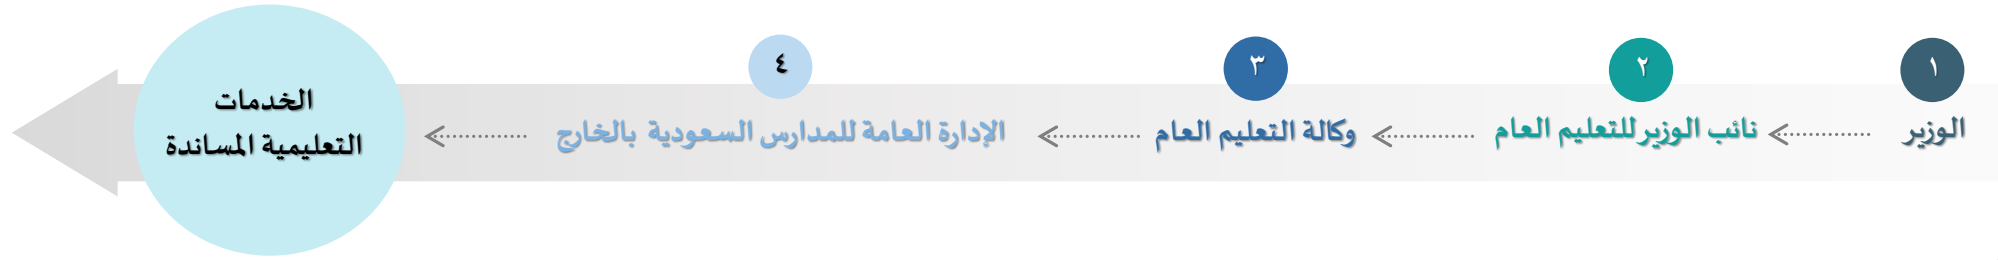 ١
الوزير
٢
نائب الوزير للتعليم العام
٣
وكالة التعليم العام
٤
الإدارة العامة للمدارس السعودية بالخارج
الخدمات
التعليمية المساندة